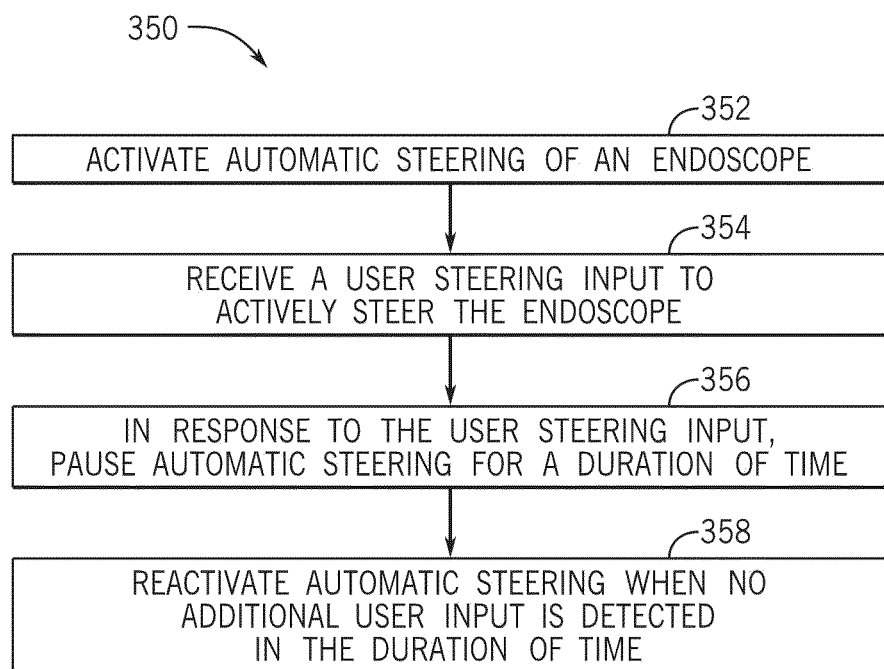 350
352
ACTIVATE AUTOMATIC STEERING OF AN ENDOSCOPE
354
RECEIVE A USER STEERING INPUT TO
ACTIVELY STEER THE ENDOSCOPE
356
IN RESPONSE TO THE USER STEERING INPUT,
PAUSE AUTOMATIC STEERING FOR A DURATION OF TIME
358
REACTIVATE AUTOMATIC STEERING WHEN NO
ADDITIONAL USER INPUT IS DETECTED
IN THE DURATION OF TIME